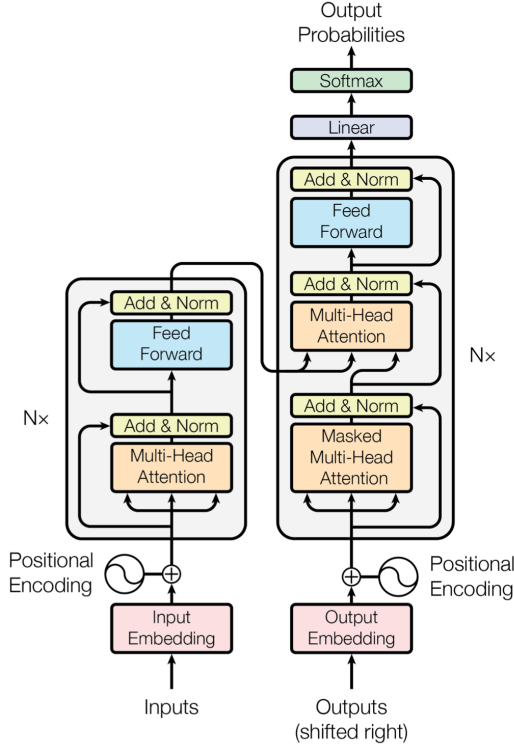 Output
Probabilities
Softmax
Linear
Add & Norm
Feed
Forward
Add & Norm
Multi-Head
Attention
Add & Norm
Masked
Multi-Head
Attention
N×
Add & Norm
Feed
Forward
Add & Norm
Multi-Head
Attention
N×
Positional
Encoding
Positional
Encoding
Input
Embedding
Output
Embedding
Inputs
Outputs
(shifted right)